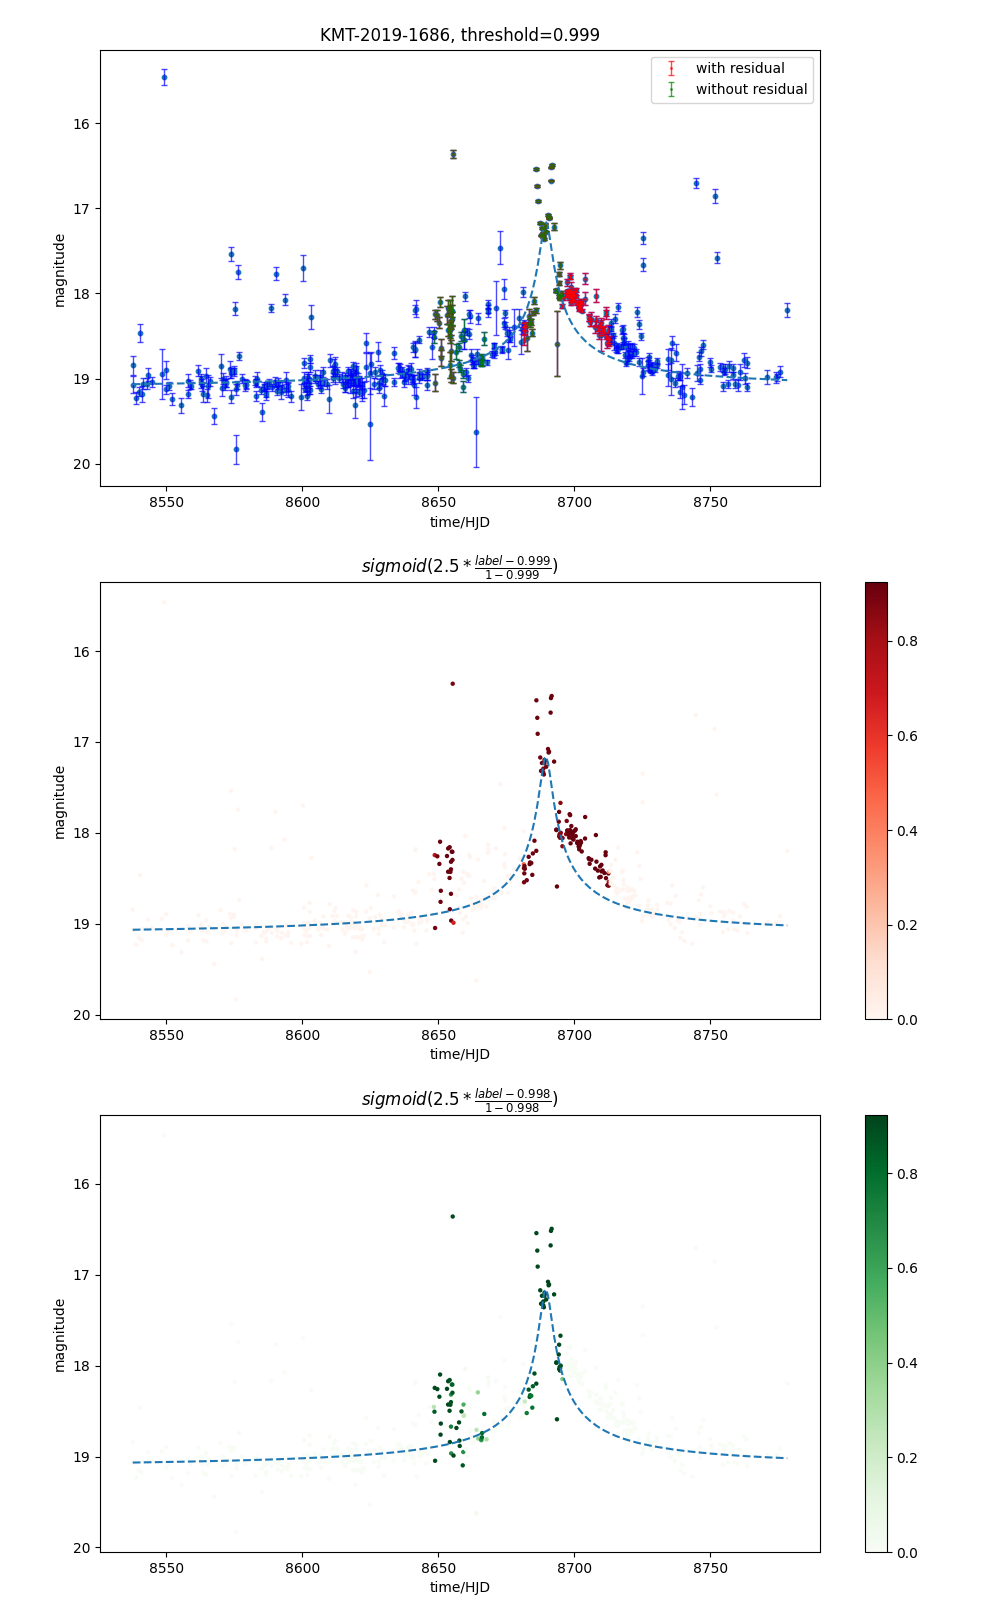 KMT-2019-1686, threshold=0.999
with residual
without residual
magnitude
16
17
18
19
20
8550 8600 8650 8700 8750
time/HJD
sigmoid(2.5 * \frac{label - 0.999}{1 - 0.999})
magnitude
16
17
18
19
20
8550 8600 8650 8700 8750
time/HJD
0.8
0.6
0.4
0.2
0.0
sigmoid(2.5 * \frac{label - 0.998}{1 - 0.998})
magnitude
16
17
18
19
20
8550 8600 8650 8700 8750
time/HJD
0.8
0.6
0.4
0.2
0.0